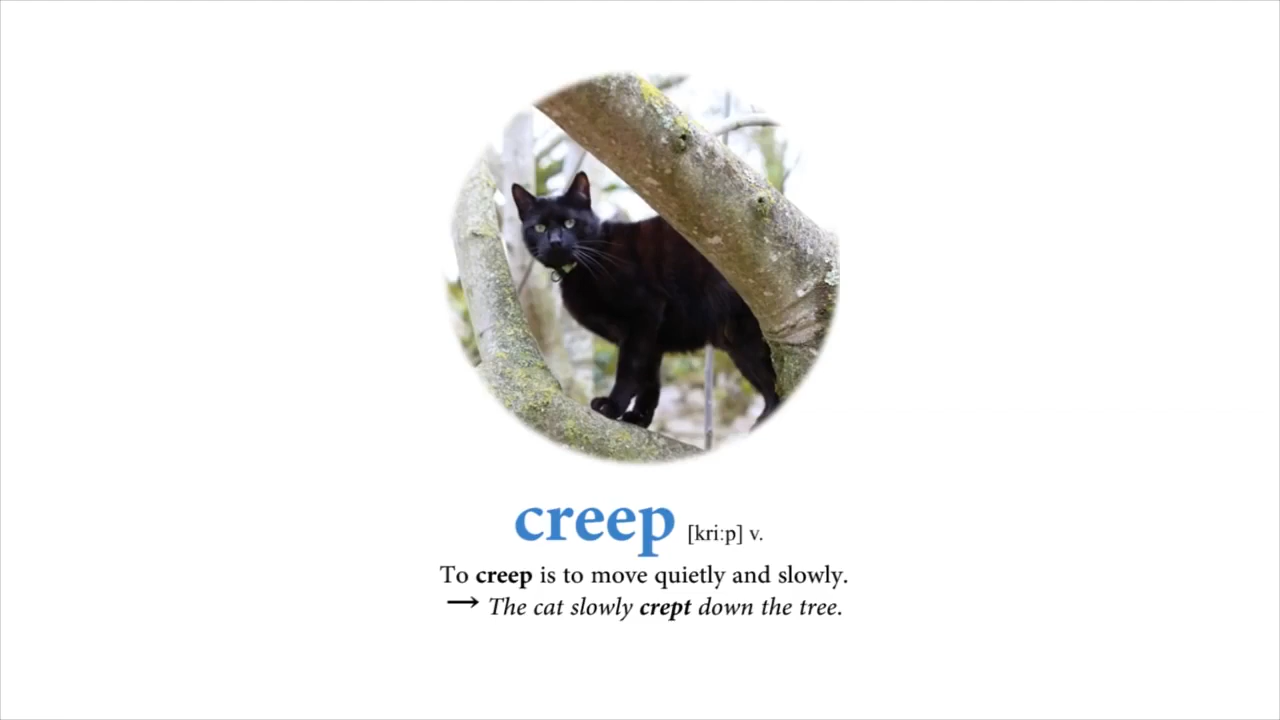 creep [kri:p] v.
To creep is to move quietly and slowly.
→ The cat slowly crept down the tree.